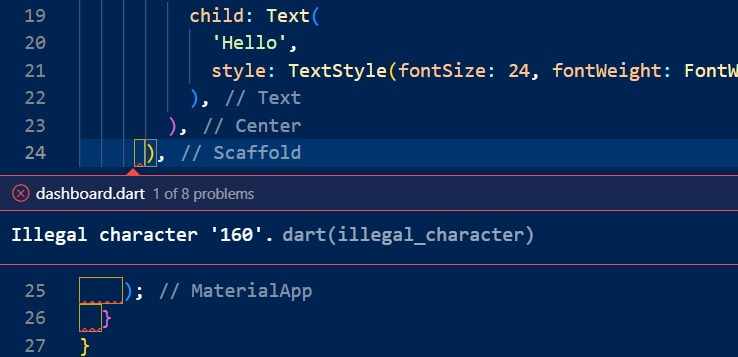 19 child: Text(
20 'Hello',
21 style: TextStyle(fontSize: 24, fontWeight: FontW
22 ), // Text
23 ), // Center
24 ), // Scaffold
dashboard.dart 1 of 8 problems
Illegal character '160'. dart(illegal_character)
25 ); // MaterialApp
26 }
27 }